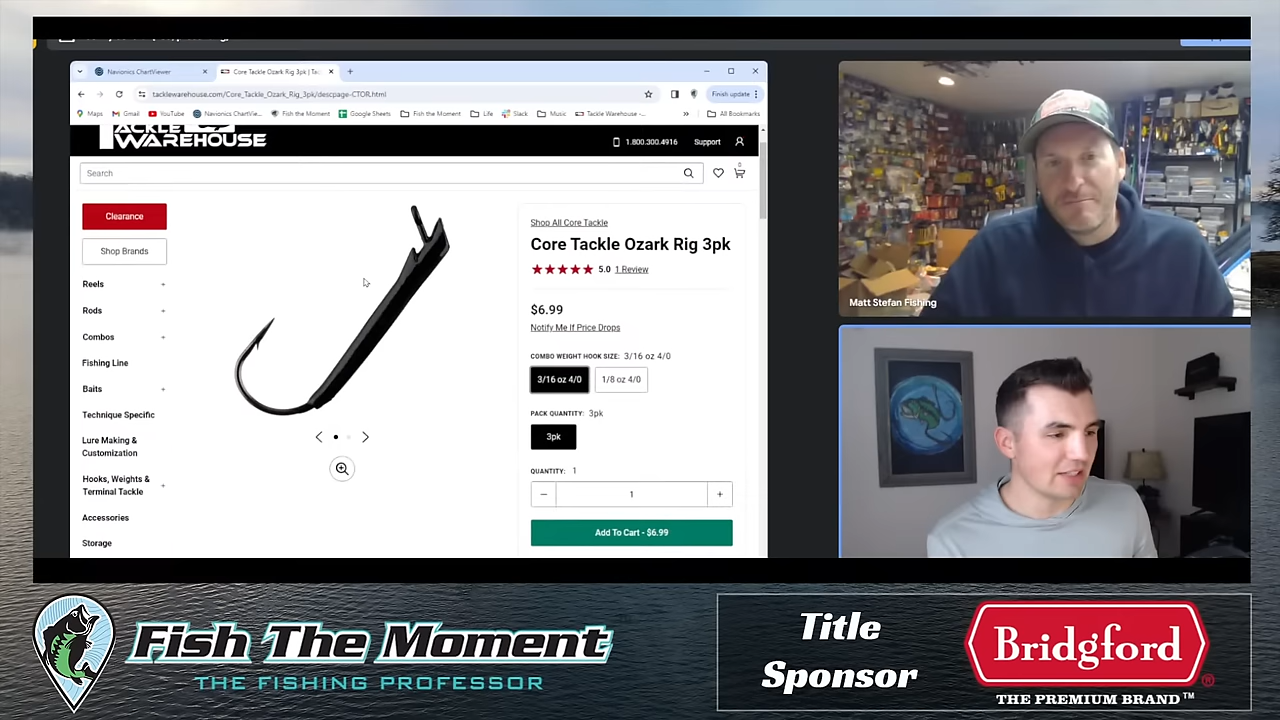 Navionics ChartViewer
Core Tackle Ozark Rig 3pk | Ta
tacklewarehouse.com/Core_Tackle_Ozark_Rig_3pk/descpage-CTOR.html
Finish update
Maps
Gmail
YouTube
Navionics ChartVie...
Fish the Moment
Google Sheets
Fish the Moment
Life
Slack
Music
Tackle Warehouse -...
All Bookmarks
TACKLE
WAREHOUSE
1.800.300.4916
Support
Search
0
Clearance
Shop Brands
Reels +
Rods +
Combos +
Fishing Line
Baits +
Technique Specific
Lure Making &
Customization
Hooks, Weights & +
Terminal Tackle
Accessories
Storage
Shop All Core Tackle
Core Tackle Ozark Rig 3pk
5.0 1 Review
$6.99
Notify Me If Price Drops
COMBO WEIGHT HOOK SIZE: 3/16 oz 4/0
3/16 oz 4/0
1/8 oz 4/0
PACK QUANTITY: 3pk
3pk
QUANTITY: 1
− 1 +
Add To Cart - $6.99
Matt Stefan Fishing
Fish The Moment
THE FISHING PROFESSOR
Title
Sponsor
Bridgford
®
THE PREMIUM BRAND™